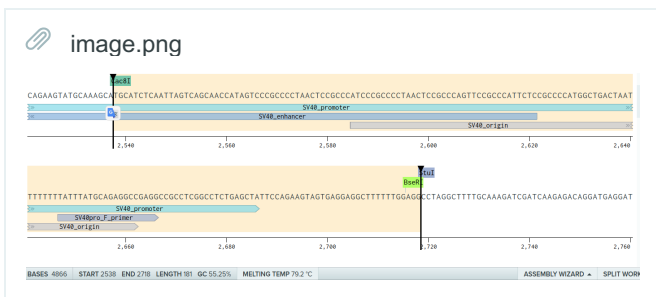 image.png
Cac8I
CAGAAGTATGCAAAGCATGCATCTCAATTAGTCAGCAACCATAGTCCCGCCCCTAACTCCGCCCATCCCGCCCCTAACTCCGCCCAGTTCCGCCCATTCTCCGCCCCATGGCTGACTAAT
SV40_promoter
SV40_enhancer
SV40_origin
2,540 2,560 2,580 2,600 2,620 2,640
StuI
BseRI
TTTTTTTATTTATGCAGAGGCCGAGGCCGCCTCGGCCTCTGAGCTATTCCAGAAGTAGTGAGGAGGCTTTTTTGGAGGCCTAGGCTTTTGCAAAGATCGATCAAGAGACAGGATGAGGAT
SV40_promoter
SV40pro_F_primer
SV40_origin
2,660 2,680 2,700 2,720 2,740 2,760
BASES 4866 START 2538 END 2718 LENGTH 181 GC 55.25% MELTING TEMP 79.2 °C ASSEMBLY WIZARD SPLIT WORK